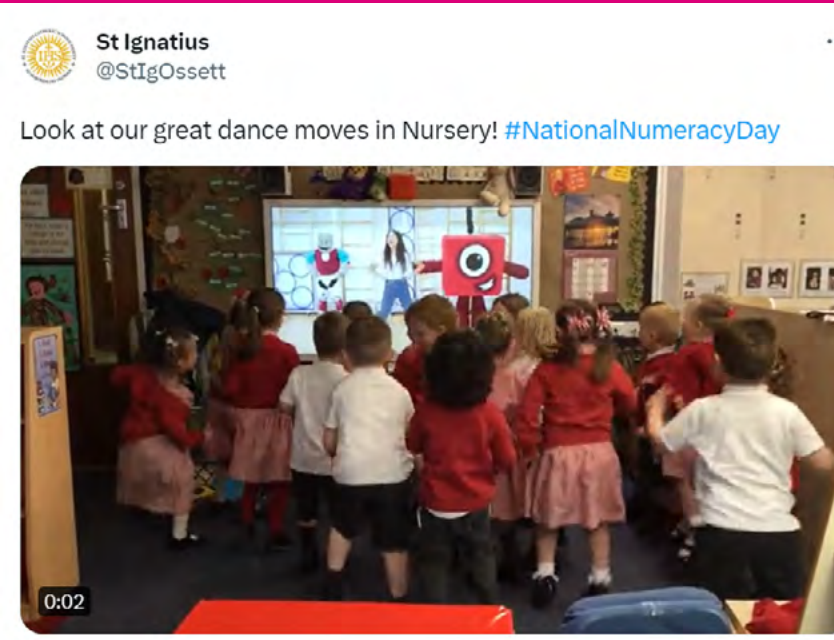 St Ignatius
@StIgOssett
Look at our great dance moves in Nursery! #NationalNumeracyDay
0:02